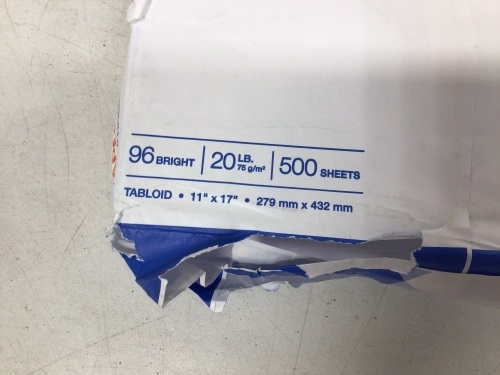 96 BRIGHT | 20 LB. 75 g/m² | 500 SHEETS
TABLOID • 11" x 17" • 279 mm x 432 mm